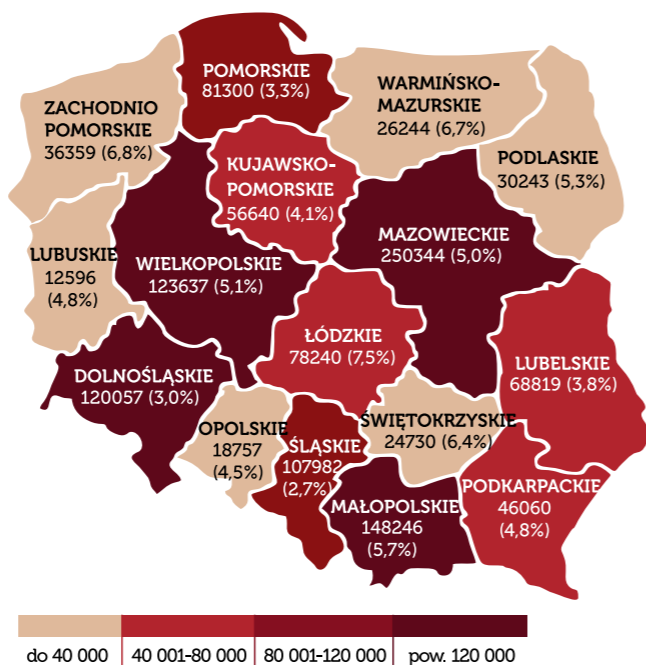 POMORSKIE
81300 (3,3%)
WARMIŃSKO-
MAZURSKIE
26244 (6,7%)
ZACHODNIO
POMORSKIE
36359 (6,8%)
PODLASKIE
30243 (5,3%)
KUJAWSKO-
POMORSKIE
56640 (4,1%)
MAZOWIECKIE
250344 (5,0%)
LUBUSKIE
12596
(4,8%)
WIELKOPOLSKIE
123637 (5,1%)
ŁÓDZKIE
78240 (7,5%)
LUBELSKIE
68819 (3,8%)
DOLNOŚLĄSKIE
120057 (3,0%)
OPOLSKIE
18757
(4,5%)
ŚLĄSKIE
107982
(2,7%)
ŚWIĘTOKRZYSKIE
24730 (6,4%)
MAŁOPOLSKIE
148246
(5,7%)
PODKARPACKIE
46060
(4,8%)
do 40 000
40 001-80 000
80 001-120 000
pow. 120 000